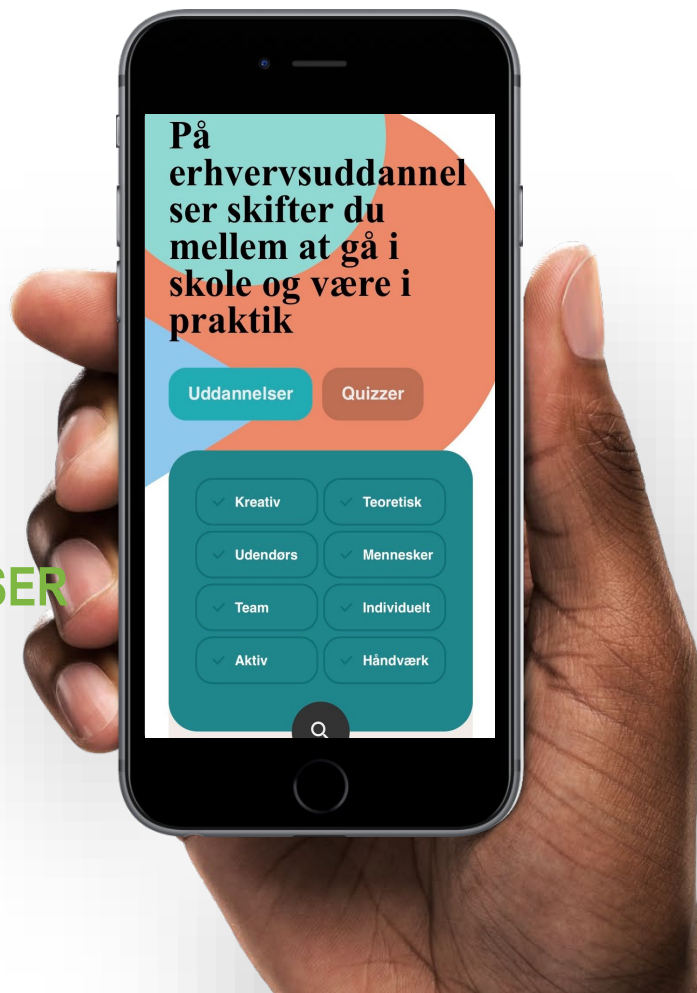 På
erhvervsuddannel
ser skifter du
mellem at gå i
skole og være i
praktik
Uddannelser Quizzer
Kreativ Teoretisk
Udendørs Mennesker
SER
Team Individuelt
Aktiv Håndværk